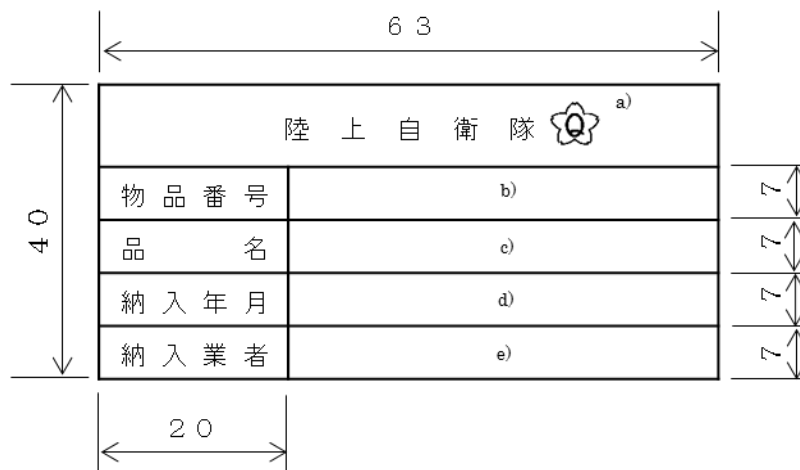 ６３
陸上自衛隊 Q a)
４０
物品番号 b) ７
品名 c) ７
納入年月 d) ７
納入業者 e) ７
２０